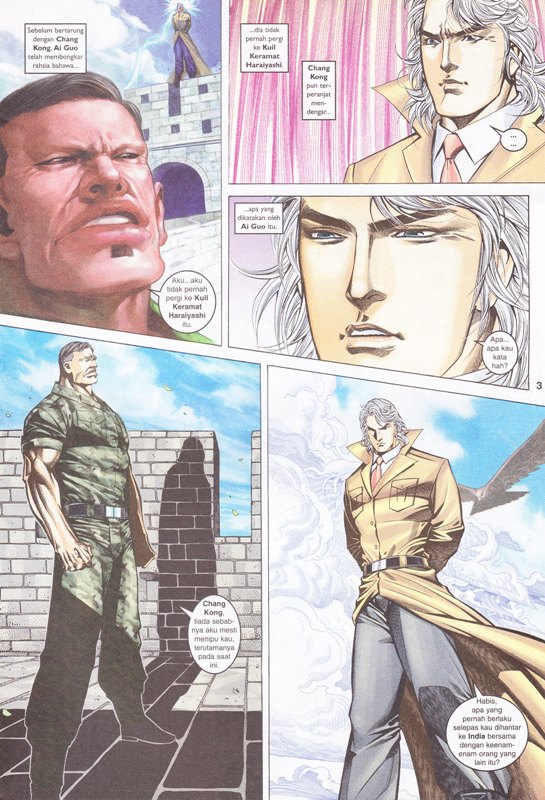 Sebelum bertarung
dengan Chang
Kong, Ai Guo
telah membongkar
rahsia bahawa...
...dia tidak
pernah pergi
ke Kuil
Keramat
Haraiyashi.
Chang
Kong
pun ter-
peranjat
men-
dengar...
...
...
Aku...aku
tidak pernah
pergi ke Kuil
Keramat
Haraiyashi
itu.
...apa yang
dikatakan oleh
Ai Guo itu.
Apa...
apa kau
kata
hah?
3
Chang
Kong,
tiada sebab-
nya aku mesti
menipu kau,
terutamanya
pada saat
ini.
Habis,
apa yang
pernah berlaku
selepas kau dihantar
ke India bersama
dengan keenam-
enam orang yang
lain itu?